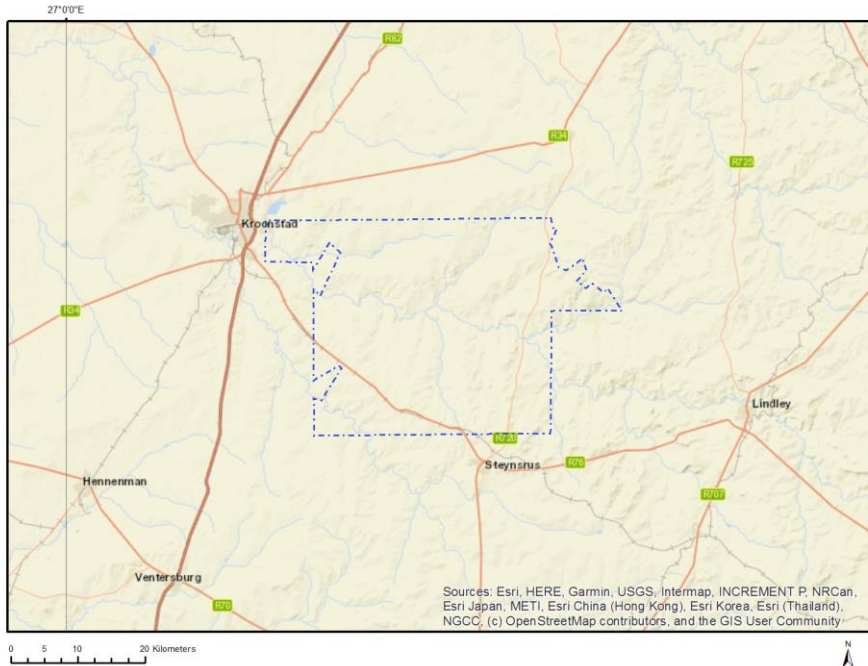 27°0'0"E
R82
R34
R725
Kroonstad
R34
Lindley
R720
Steynsrus
R76
Hennenman
R707
Ventersburg
R70
Sources: Esri, HERE, Garmin, USGS, Intermap, INCREMENT P, NRCan,
Esri Japan, METI, Esri China (Hong Kong), Esri Korea, Esri (Thailand),
NGCC, (c) OpenStreetMap contributors, and the GIS User Community
0 5 10 20 Kilometers
N